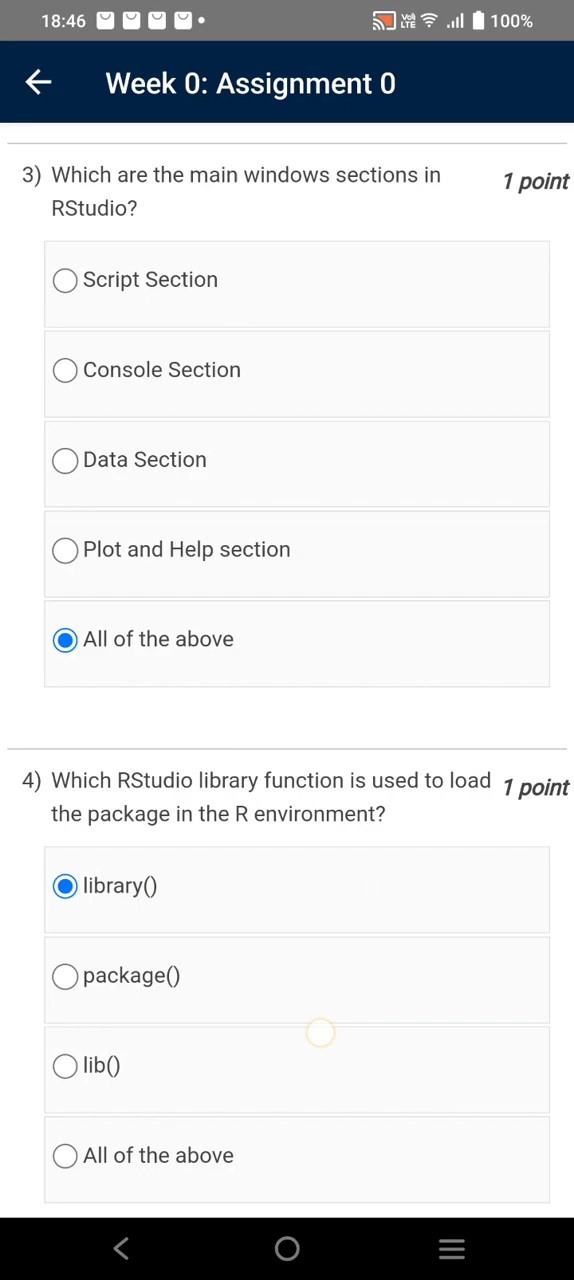 18:46 Vo) LTE 100%
Week 0: Assignment 0
3) Which are the main windows sections in 1 point
RStudio?
Script Section
Console Section
Data Section
Plot and Help section
All of the above
4) Which RStudio library function is used to load 1 point
the package in the R environment?
library()
package()
lib()
All of the above